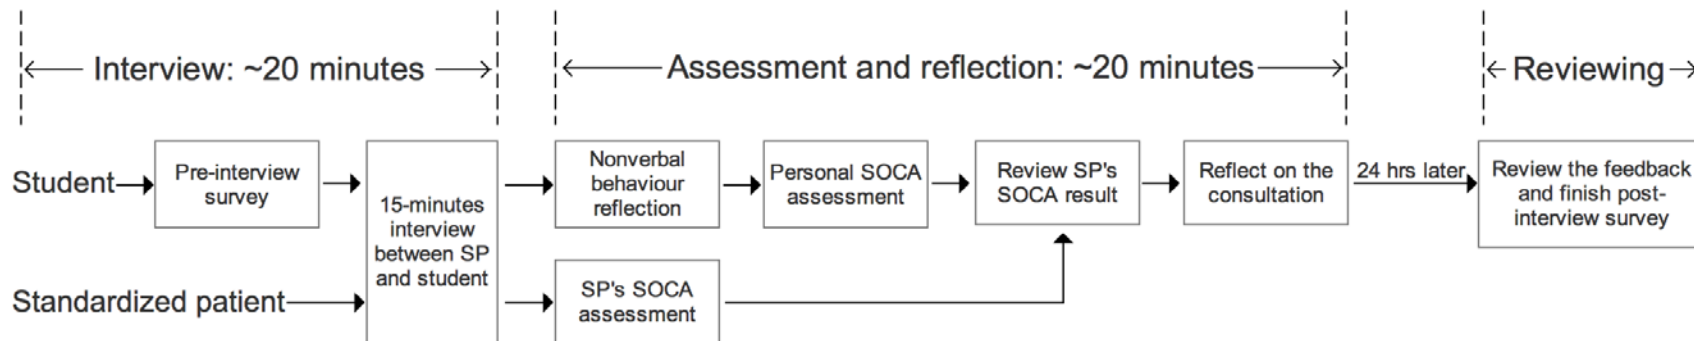 Interview: ~20 minutes
Assessment and reflection: ~20 minutes
Reviewing
Student
Pre-interview
survey
15-minutes
interview
between SP
and student
Nonverbal
behaviour
reflection
Personal SOCA
assessment
Review SP's
SOCA result
Reflect on the
consultation
24 hrs later
Review the feedback
and finish post-
interview survey
Standardized patient
SP's SOCA
assessment